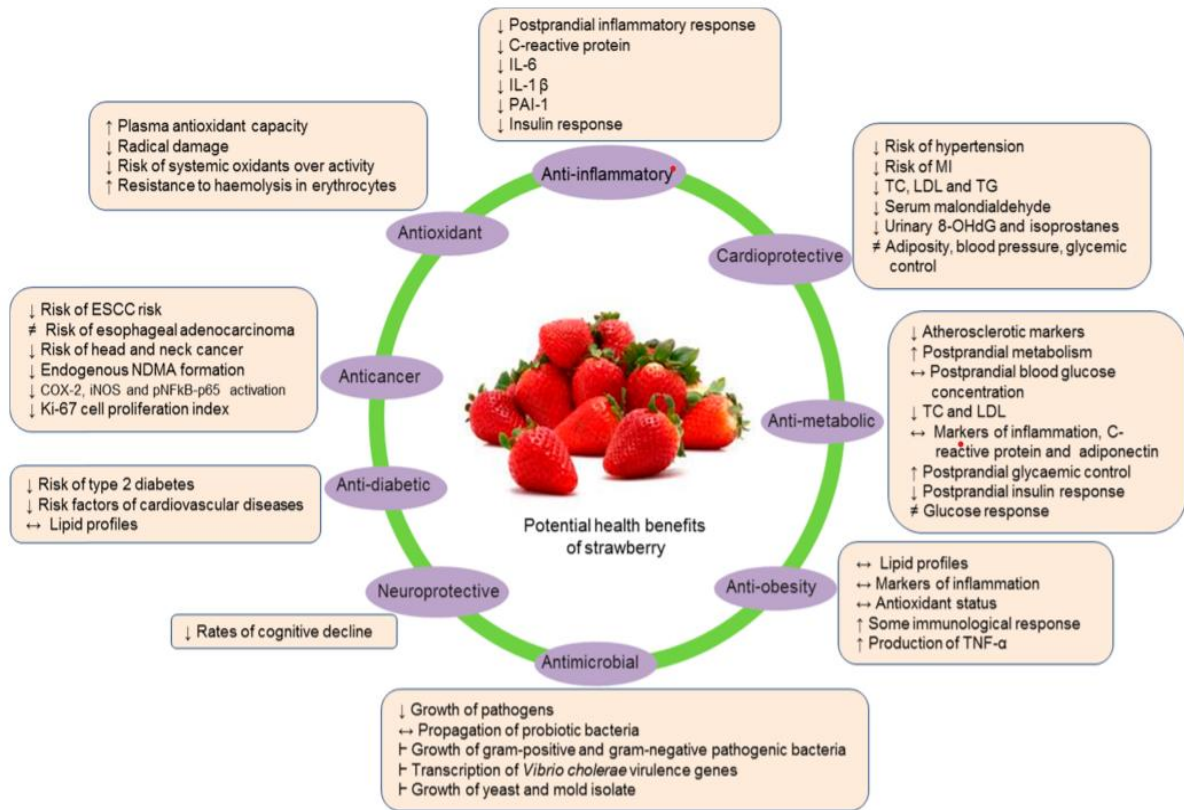 ↓ Postprandial inflammatory response
↓ C-reactive protein
↓ IL-6
↓ IL-1 β
↓ PAI-1
↓ Insulin response
Anti-inflammatory
↓ Risk of hypertension
↓ Risk of MI
↓ TC, LDL and TG
↓ Serum malondialdehyde
↓ Urinary 8-OHdG and isoprostanes
≠ Adiposity, blood pressure, glycemic
control
Cardioprotective
↓ Atherosclerotic markers
↑ Postprandial metabolism
↔ Postprandial blood glucose
concentration
↓ TC and LDL
↔ Markers of inflammation, C-
reactive protein and adiponectin
↑ Postprandial glycaemic control
↓ Postprandial insulin response
≠ Glucose response
Anti-metabolic
↔ Lipid profiles
↔ Markers of inflammation
↔ Antioxidant status
↑ Some immunological response
↑ Production of TNF-α
Anti-obesity
Antimicrobial
↓ Growth of pathogens
↔ Propagation of probiotic bacteria
⊦ Growth of gram-positive and gram-negative pathogenic bacteria
⊦ Transcription of Vibrio cholerae virulence genes
⊦ Growth of yeast and mold isolate
Neuroprotective
↓ Rates of cognitive decline
Anti-diabetic
↓ Risk of type 2 diabetes
↓ Risk factors of cardiovascular diseases
↔ Lipid profiles
Anticancer
↓ Risk of ESCC risk
≠ Risk of esophageal adenocarcinoma
↓ Risk of head and neck cancer
↓ Endogenous NDMA formation
↓ COX-2, iNOS and pNFkB-p65 activation
↓ Ki-67 cell proliferation index
Antioxidant
↑ Plasma antioxidant capacity
↓ Radical damage
↓ Risk of systemic oxidants over activity
↑ Resistance to haemolysis in erythrocytes
Potential health benefits
of strawberry